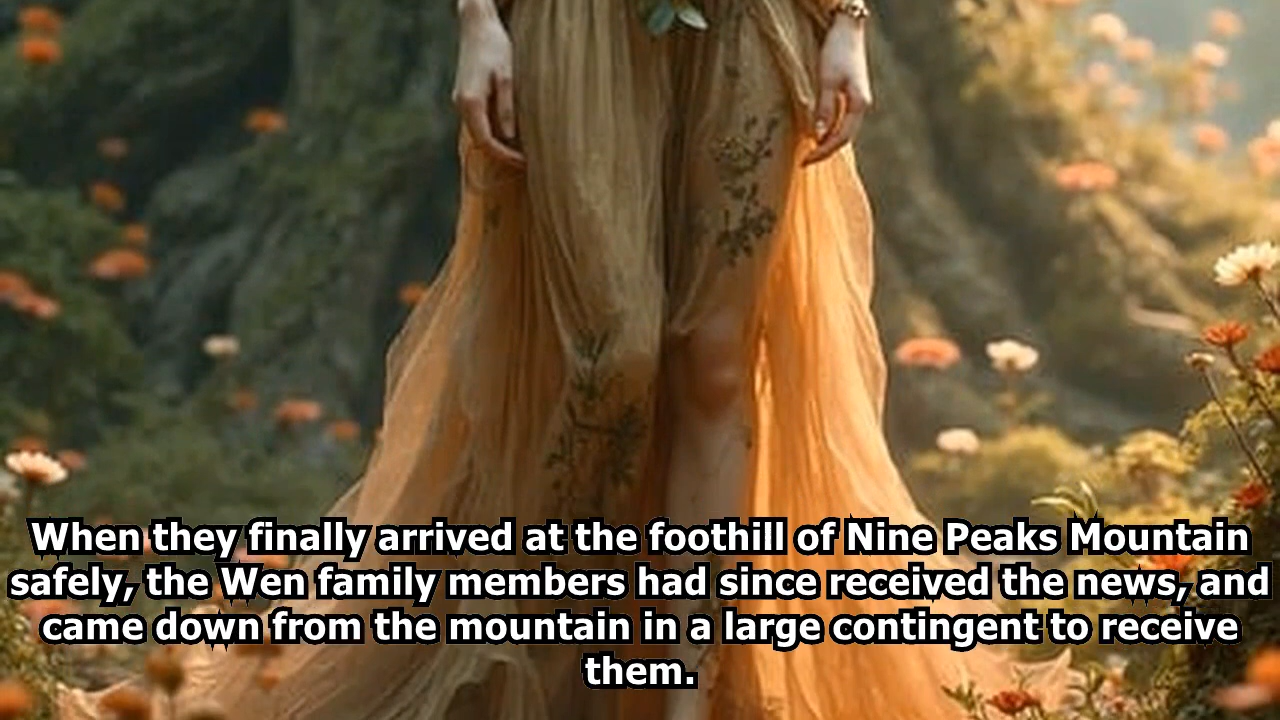 When they finally arrived at the foothill of Nine Peaks Mountain
safely, the Wen family members had since received the news, and
came down from the mountain in a large contingent to receive
them.